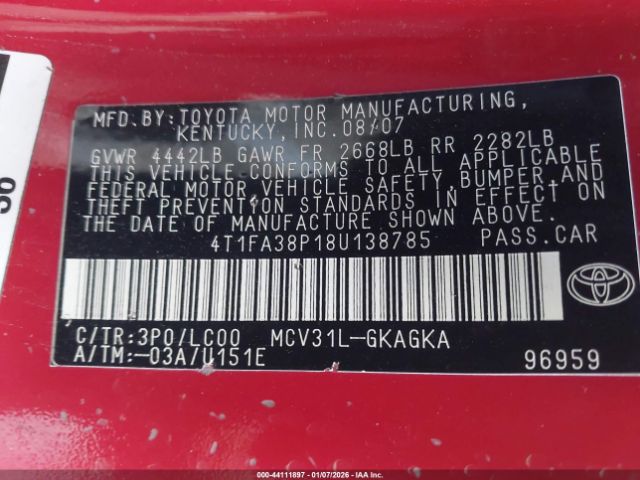 MFD.BY:TOYOTA MOTOR MANUFACTURING,
KENTUCKY,INC.08/07
GVWR 4442LB GAWR FR 2668LB RR 2282LB
THIS VEHICLE CONFORMS TO ALL APPLICABLE
FEDERAL MOTOR VEHICLE SAFETY,BUMPER,AND
THEFT PREVENTION STANDARDS IN EFFECT ON
THE DATE OF MANUFACTURE SHOWN ABOVE.
4T1FA38P18U138785 PASS.CAR
C/TR:3P0/LC00 MCV31L-GKAGKA
A/TM:-03A/U151E
96959
TOYOTA
000-44111897 - 01/07/2026 - IAAI.com